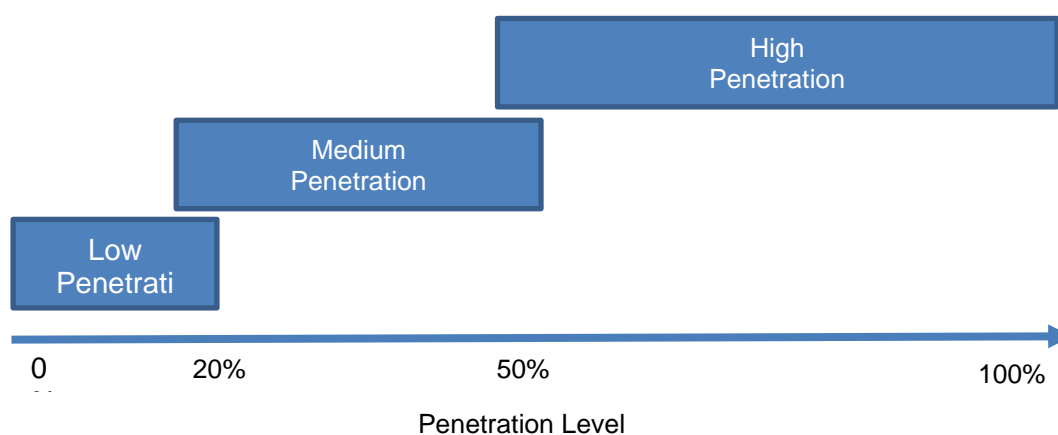 High
Penetration
Medium
Penetration
Low
Penetrati
0
20%
50%
100%
Penetration Level